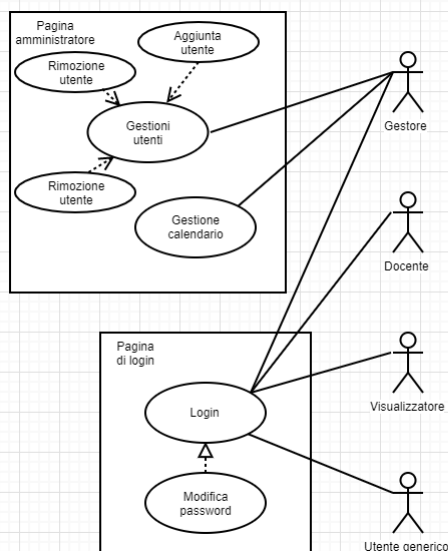 Pagina
amministratore
Aggiunta
utente
Rimozione
utente
Gestioni
utenti
Rimozione
utente
Gestione
calendario
Gestore
Docente
Pagina
di login
Login
Visualizzatore
Modifica
password
Utente generico